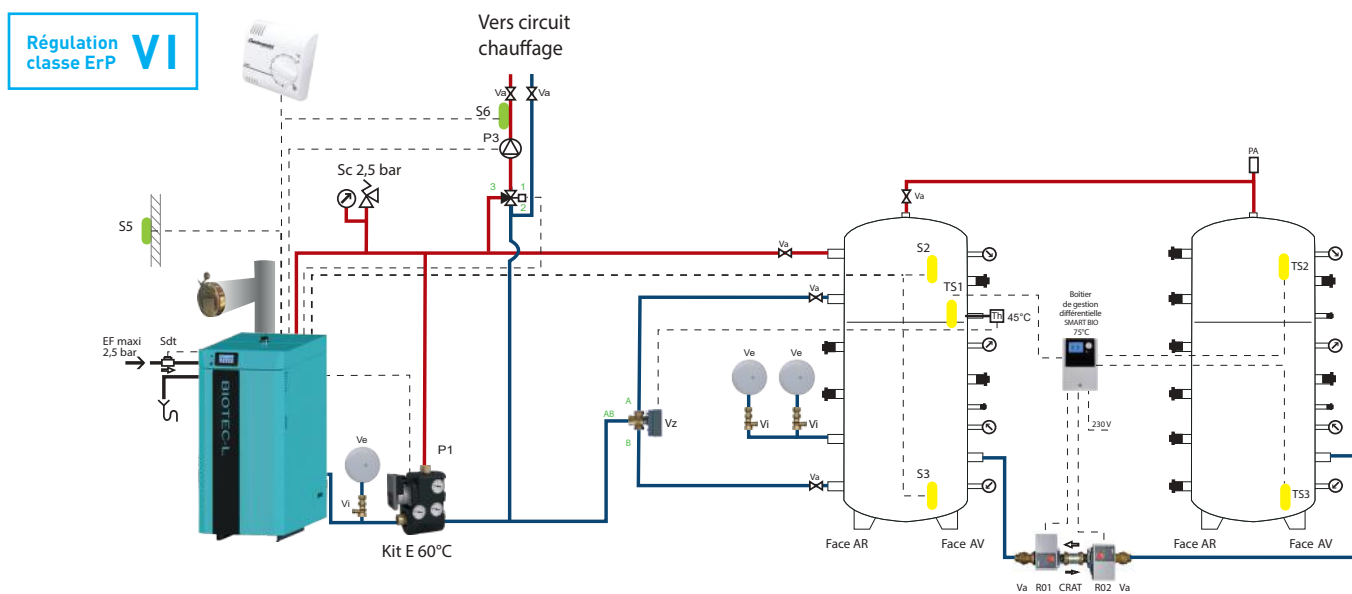 Régulation
classe ErP
VI
Vers circuit
chauffage
Va
Va
S6
P3
Sc 2,5 bar
3
1
2
S5
EF maxi
2,5 bar
Sdt
BIOTEC-L
Ve
Vi
P1
Kit E 60°C
Va
Va
Va
A
AB
B
Vz
Ve
Ve
Vi
Vi
Va
S2
TS1
Th
45°C
S3
Face AR
Face AV
PA
Boîtier
de gestion
différentielle
SMART BIO
75°C
230 V
TS2
TS3
Face AR
Face AV
Va
R01
CRAT
R02
Va